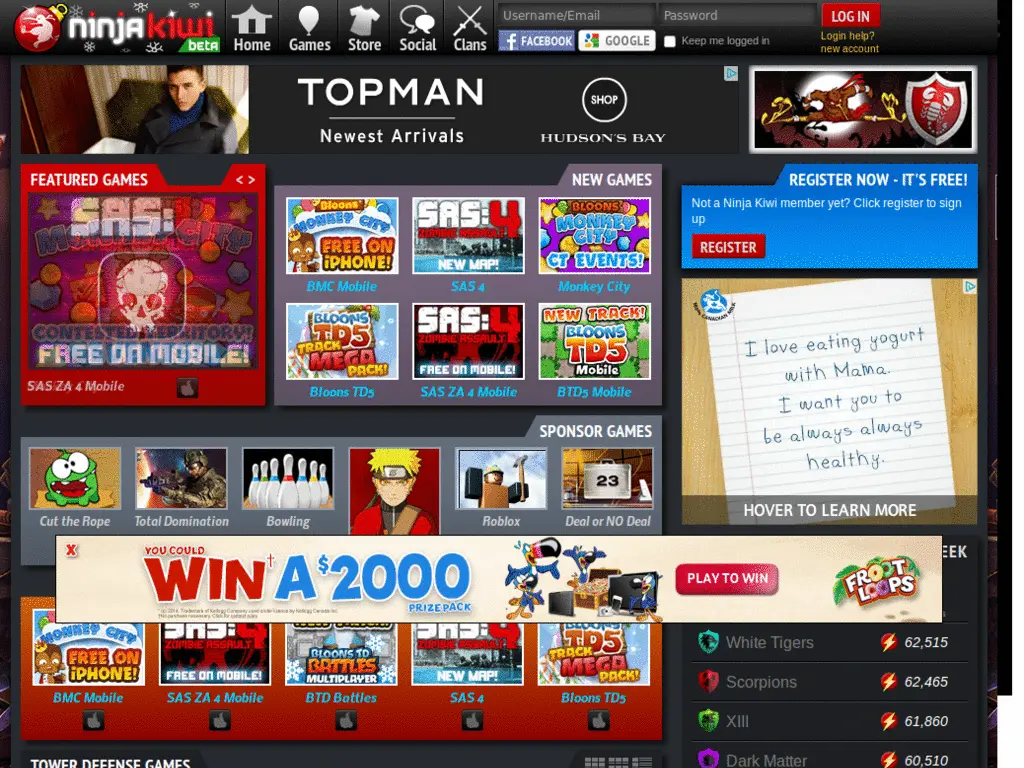 ninjakiwi
beta
Home
Games
Store
Social
Clans
Username/Email
Password
LOG IN
FACEBOOK
GOOGLE
Keep me logged in
Login help?
new account
TOPMAN
Newest Arrivals
SHOP
HUDSON'S BAY
FEATURED GAMES
< >
SAS:
MONKEY CITY
CONTESTED TERRITORY!
FREE ON MOBILE!
SAS ZA 4 Mobile
NEW GAMES
BLOONS
MONKEY CITY
FREE ON
iPHONE!
BMC Mobile
SAS:4
ZOMBIE ASSAULT
NEW MAP!
SAS 4
BLOONS
MONKEY
CITY
CT EVENTS!
Monkey City
BLOONS
TD5
TRACK
MEGA
PACK!
Bloons TD5
SAS:4
ZOMBIE ASSAULT
FREE ON MOBILE!
SAS ZA 4 Mobile
NEW TRACK!
BLOONS
TD5
Mobile
BTD5 Mobile
REGISTER NOW - IT'S FREE!
Not a Ninja Kiwi member yet? Click register to sign
up
REGISTER
I love eating yogurt
with Mama.
I want you to
be always always
healthy.
HOVER TO LEARN MORE
SPONSOR GAMES
Cut the Rope
Total Domination
Bowling
Roblox
23
Deal or NO Deal
EEK
X
YOU COULD
WIN† A $2000
PRIZE PACK
PLAY TO WIN
FROOT
LOOPS
MONKEY CITY
FREE ON
iPHONE!
BMC Mobile
ZOMBIE ASSAULT
FREE ON MOBILE!
SAS ZA 4 Mobile
BLOONS TD
BATTLES
MULTIPLAYER
BTD Battles
ZOMBIE ASSAULT
NEW MAP!
SAS 4
TD5
TRACK
MEGA
PACK!
Bloons TD5
White Tigers
62,515
Scorpions
62,465
XIII
61,860
Dark Matter
60,510
TOWER DEFENSE GAMES